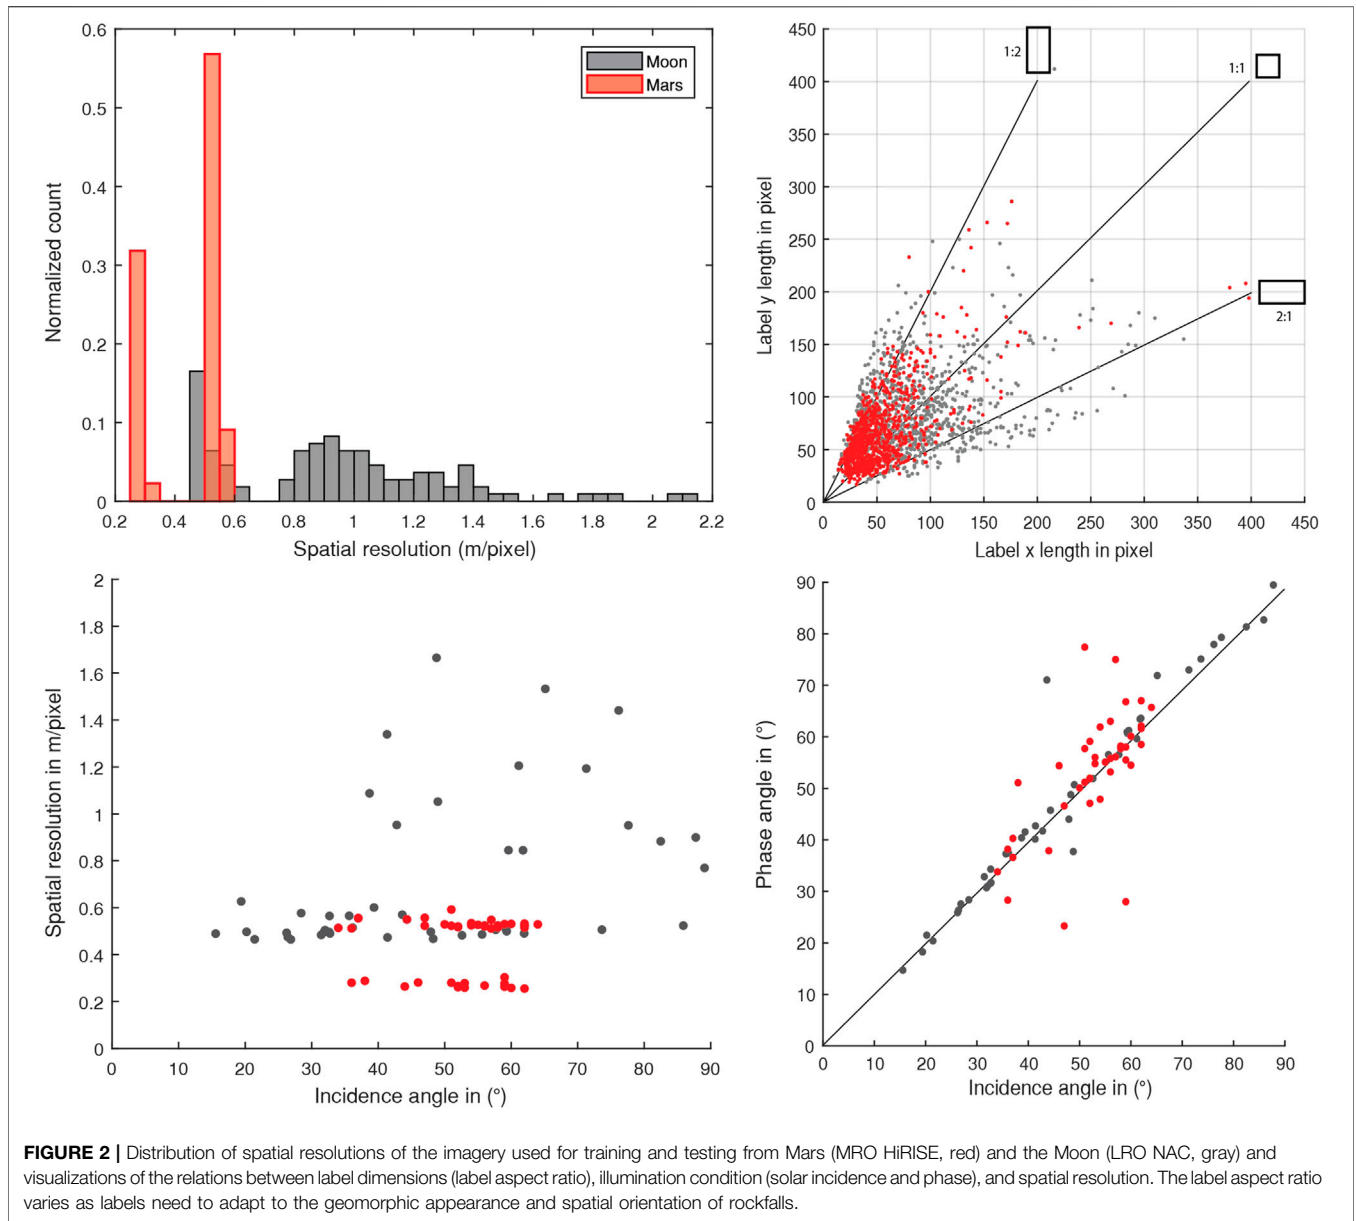 0.6
0.5
0.4
0.3
0.2
0.1
0
Normalized count
Moon
Mars
0.2 0.4 0.6 0.8 1 1.2 1.4 1.6 1.8 2 2.2
Spatial resolution (m/pixel)
450
400
350
300
250
200
150
100
50
0
Label y length in pixel
1:2
1:1
2:1
0 50 100 150 200 250 300 350 400 450
Label x length in pixel
2
1.8
1.6
1.4
1.2
1
0.8
0.6
0.4
0.2
0
Spatial resolution in m/pixel
0 10 20 30 40 50 60 70 80 90
Incidence angle in (°)
90
80
70
60
50
40
30
20
10
0
Phase angle in (°)
0 10 20 30 40 50 60 70 80 90
Incidence angle in (°)
FIGURE 2 | Distribution of spatial resolutions of the imagery used for training and testing from Mars (MRO HiRISE, red) and the Moon (LRO NAC, gray) and
visualizations of the relations between label dimensions (label aspect ratio), illumination condition (solar incidence and phase), and spatial resolution. The label aspect ratio
varies as labels need to adapt to the geomorphic appearance and spatial orientation of rockfalls.